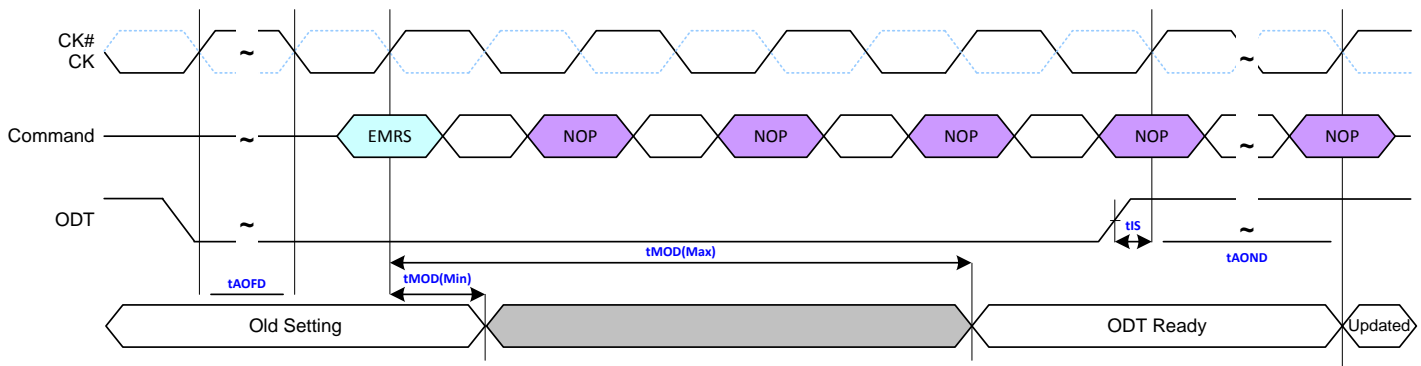 CK#
CK
Command
EMRS
NOP
NOP
NOP
NOP
NOP
ODT
tIS
tMOD(Max)
tAOND
tAOFD
tMOD(Min)
Old Setting
ODT Ready
Updated